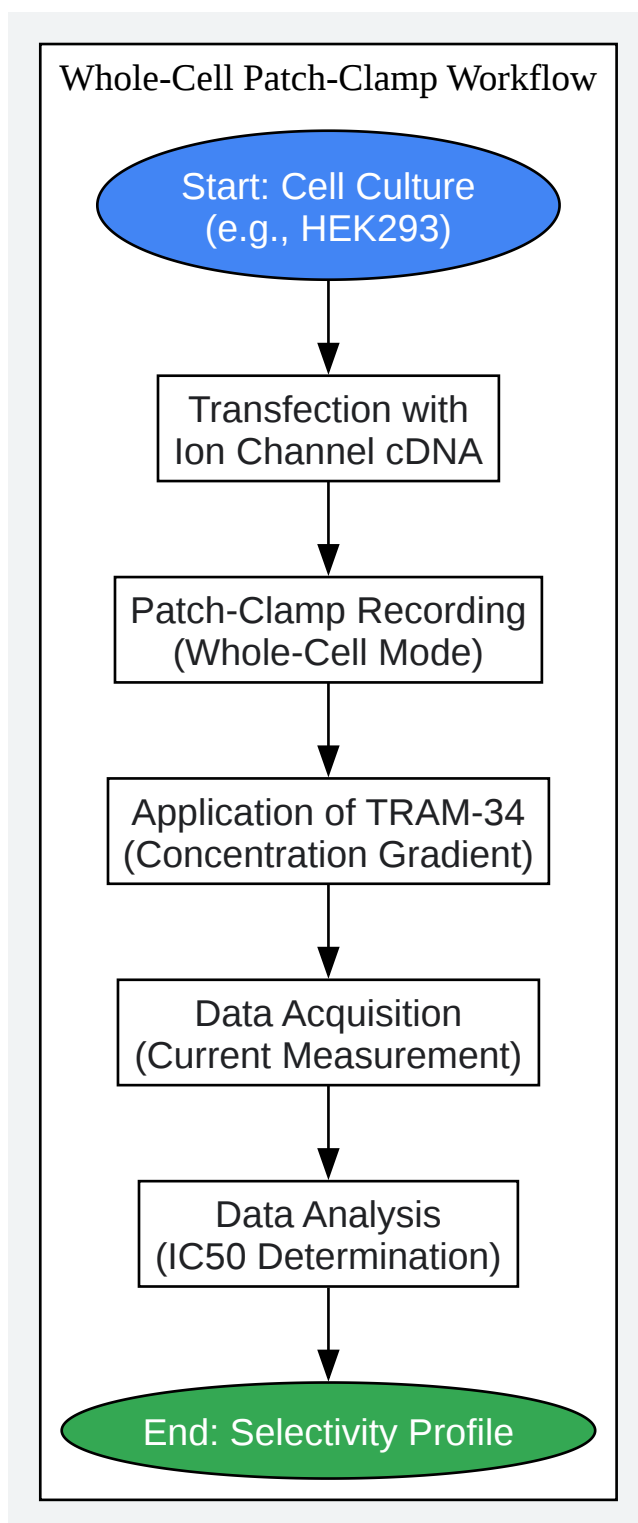 Whole-Cell Patch-Clamp Workflow
Start: Cell Culture
(e.g., HEK293)
Transfection with
Ion Channel cDNA
Patch-Clamp Recording
(Whole-Cell Mode)
Application of TRAM-34
(Concentration Gradient)
Data Acquisition
(Current Measurement)
Data Analysis
(IC50 Determination)
End: Selectivity Profile